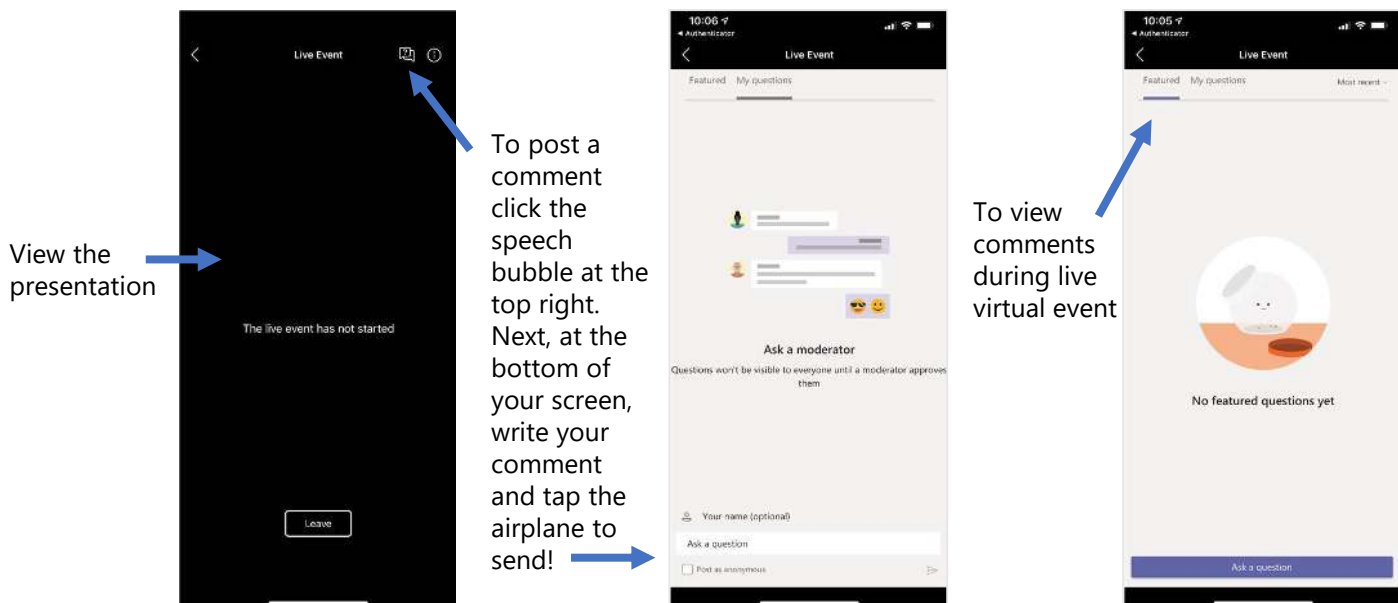 View the
presentation
Live Event
The live event has not started
Leave
To post a
comment
click the
speech
bubble at the
top right.
Next, at the
bottom of
your screen,
write your
comment
and tap the
airplane to
send!
10:06
Authenticator
Live Event
Featured My questions
Ask a moderator
Questions won't be visible to everyone until a moderator approves
them
Your name (optional)
Ask a question
Post as anonymous
To view
comments
during live
virtual event
10:05
Authenticator
Live Event
Featured My questions Most recent
No featured questions yet
Ask a question